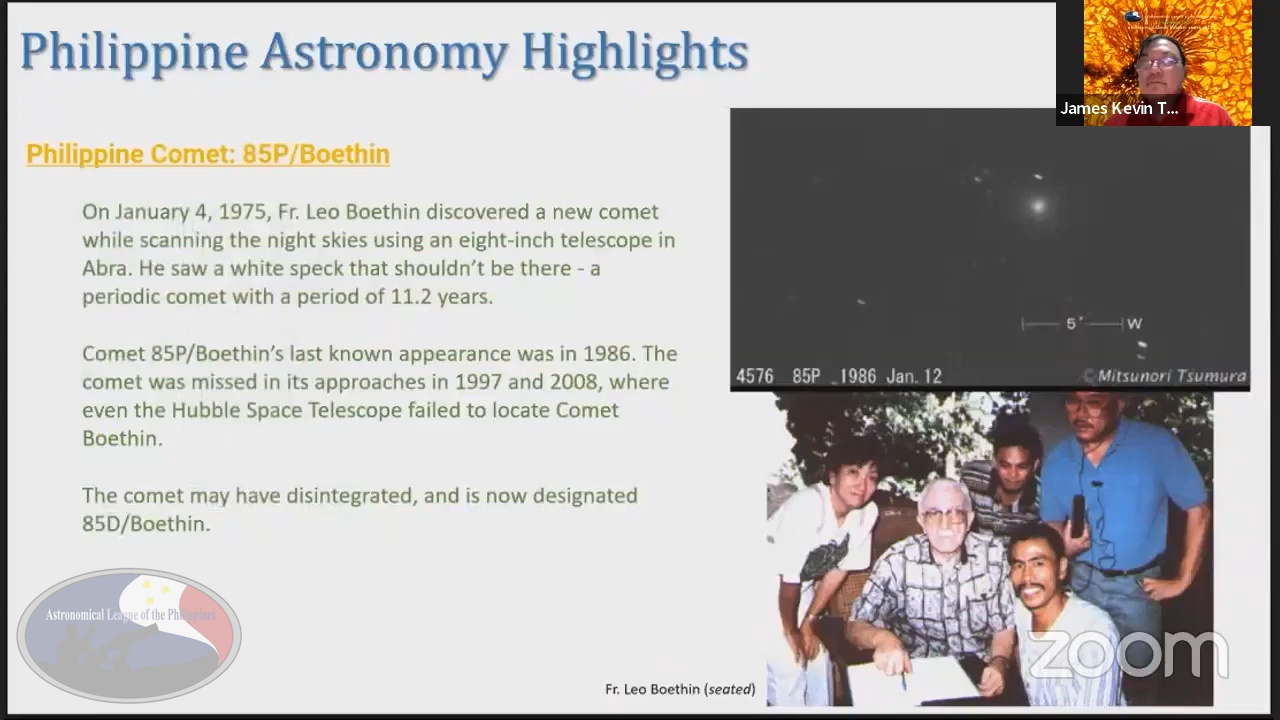 Philippine Astronomy Highlights
James Kevin T...
Philippine Comet: 85P/Boethin
On January 4, 1975, Fr. Leo Boethin discovered a new comet
while scanning the night skies using an eight-inch telescope in
Abra. He saw a white speck that shouldn't be there - a
periodic comet with a period of 11.2 years.
Comet 85P/Boethin's last known appearance was in 1986. The
comet was missed in its approaches in 1997 and 2008, where
even the Hubble Space Telescope failed to locate Comet
Boethin.
The comet may have disintegrated, and is now designated
85D/Boethin.
5' W
4576 85P 1986 Jan. 12 ©Mitsunori Tsumura
Astronomical League of the Philippines
Fr. Leo Boethin (seated)
zoom